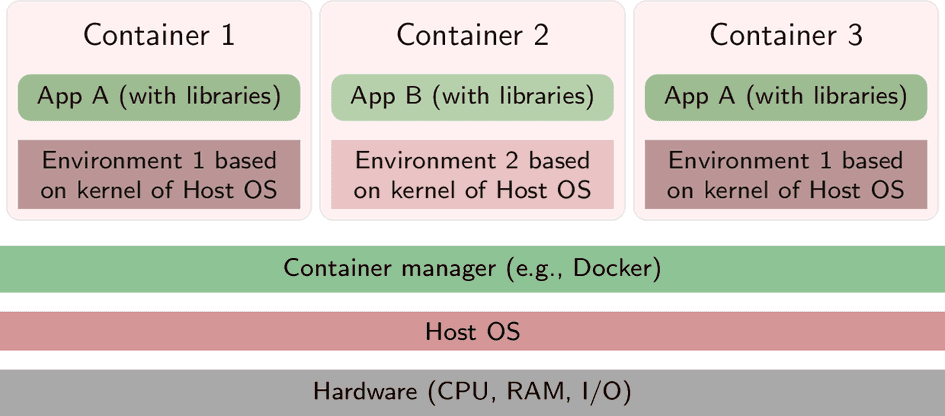 Container 1
Container 2
Container 3
App A (with libraries)
App B (with libraries)
App A (with libraries)
Environment 1 based
on kernel of Host OS
Environment 2 based
on kernel of Host OS
Environment 1 based
on kernel of Host OS
Container manager (e.g., Docker)
Host OS
Hardware (CPU, RAM, I/O)